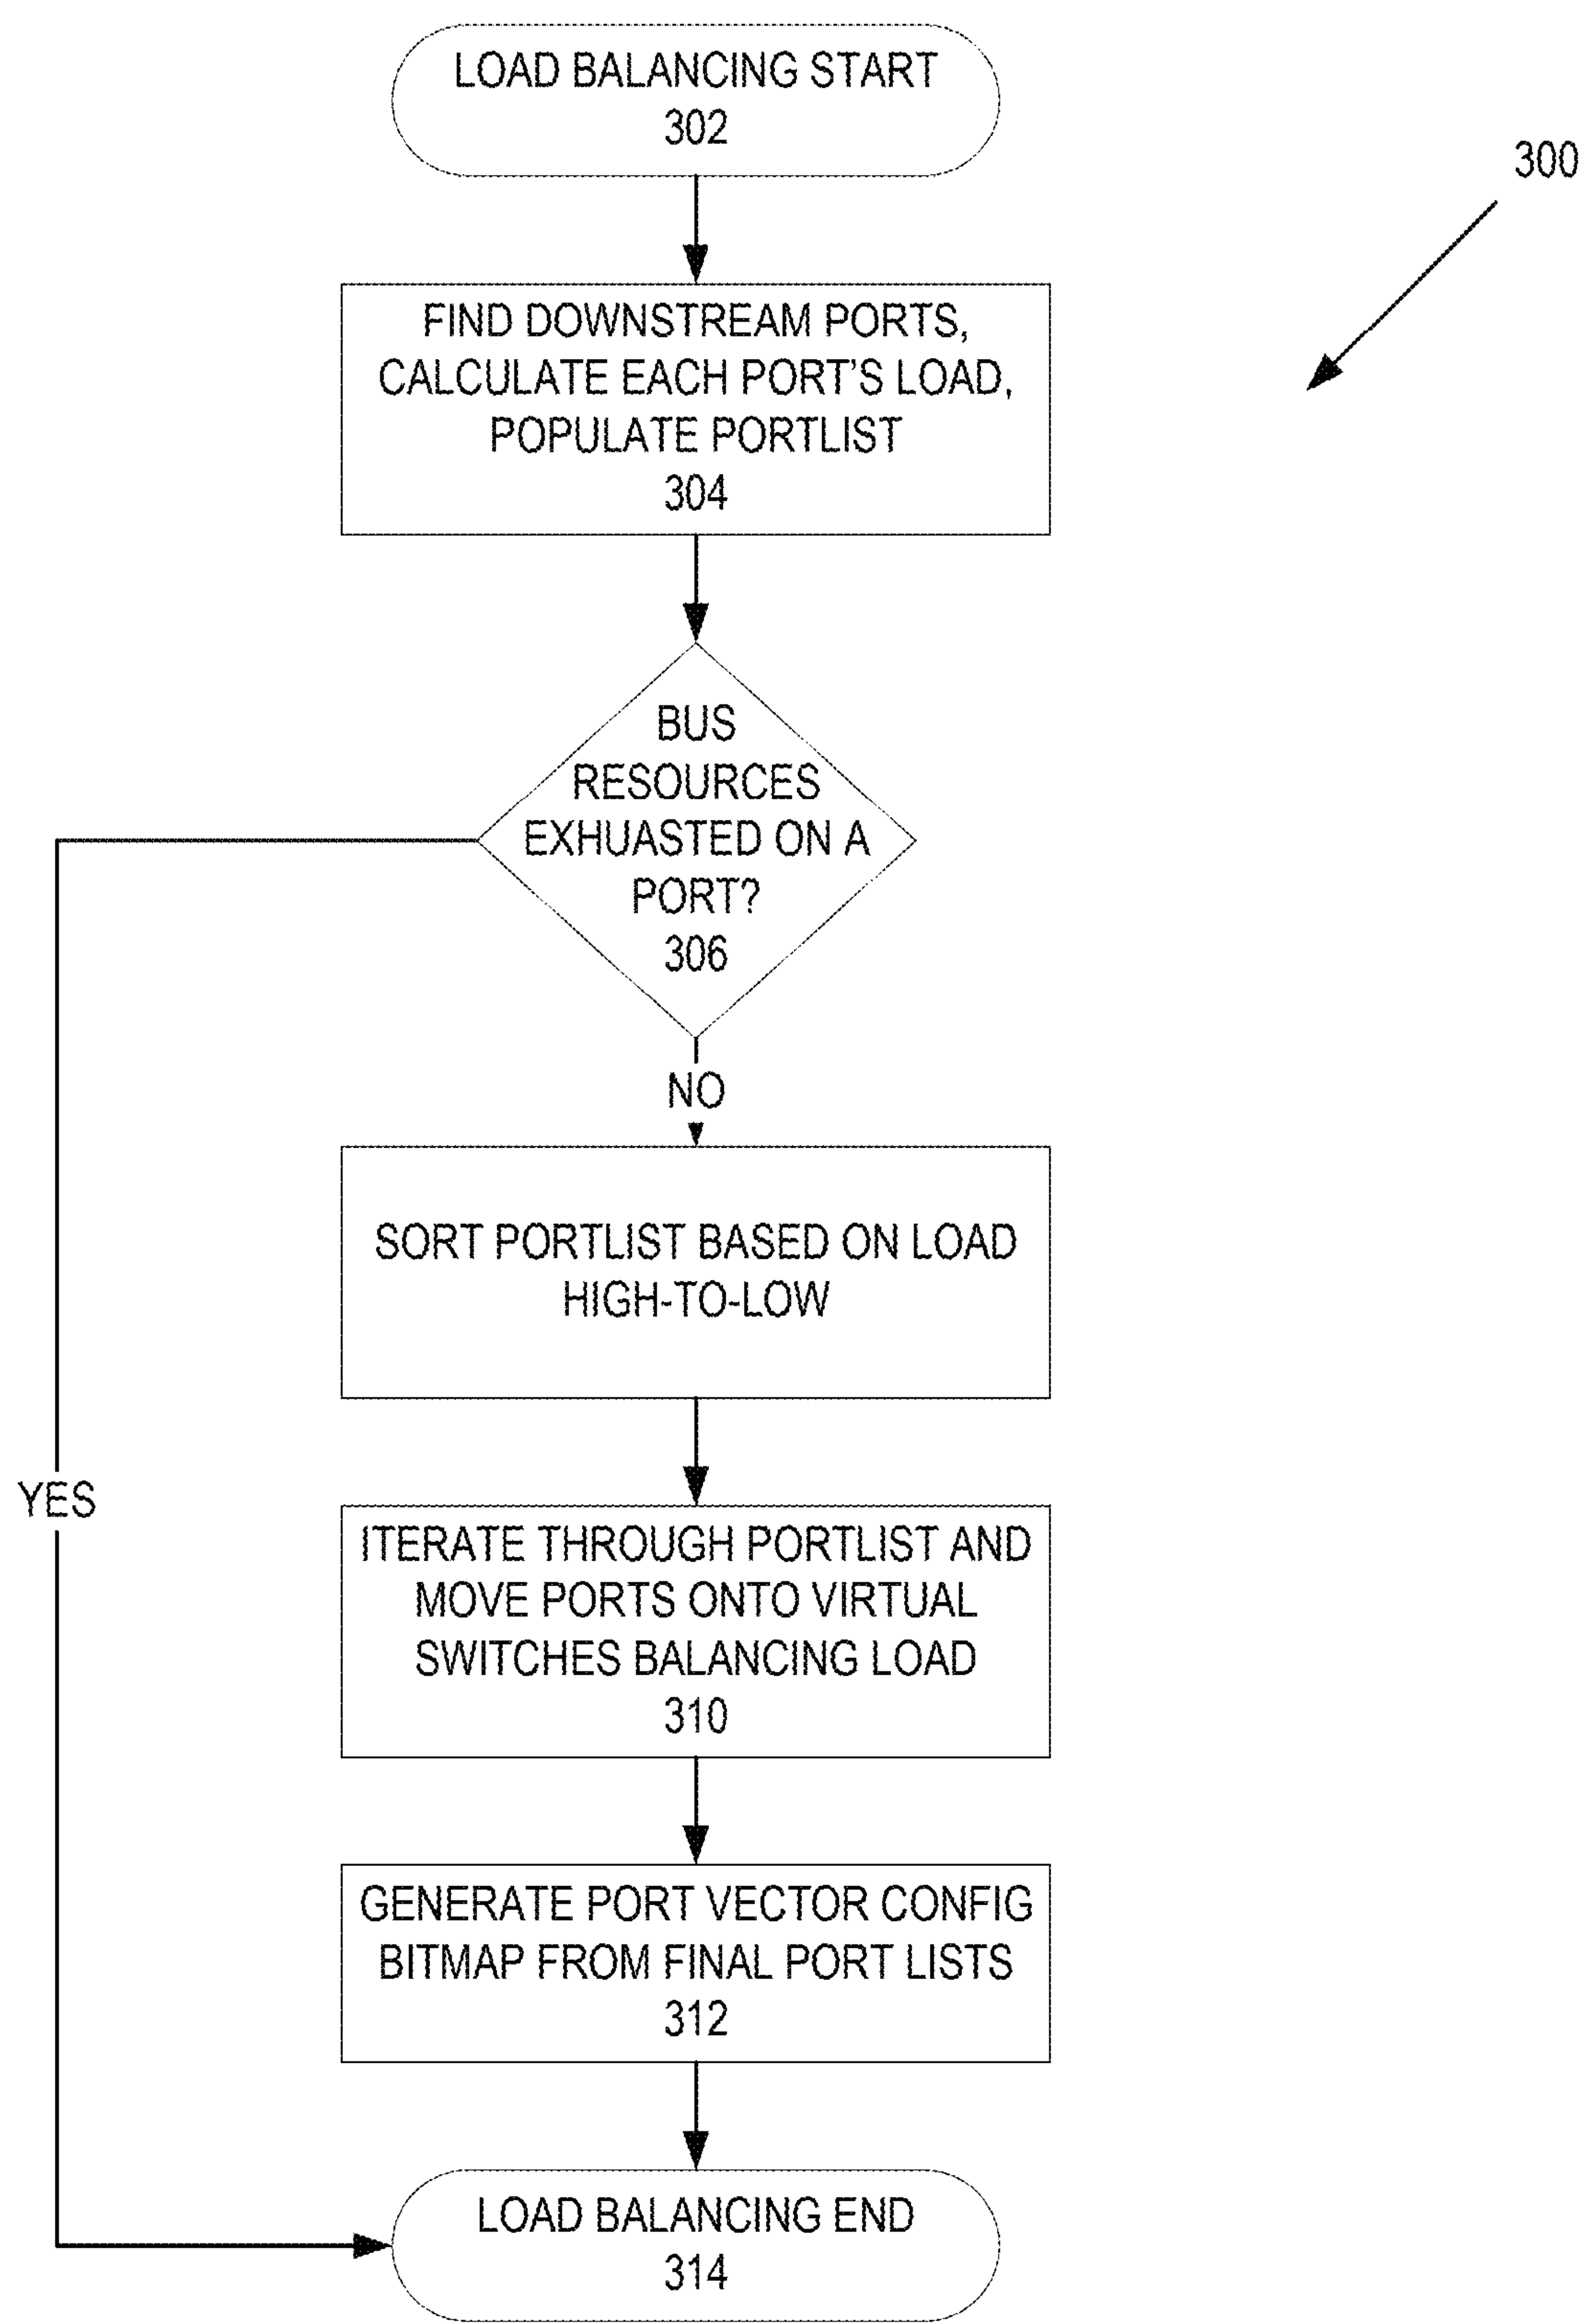 LOAD BALANCING START
302
300
FIND DOWNSTREAM PORTS,
CALCULATE EACH PORT'S LOAD,
POPULATE PORTLIST
304
BUS
RESOURCES
EXHUASTED ON A
PORT?
306
NO
SORT PORTLIST BASED ON LOAD
HIGH-TO-LOW
YES
ITERATE THROUGH PORTLIST AND
MOVE PORTS ONTO VIRTUAL
SWITCHES BALANCING LOAD
310
GENERATE PORT VECTOR CONFIG
BITMAP FROM FINAL PORT LISTS
312
LOAD BALANCING END
314